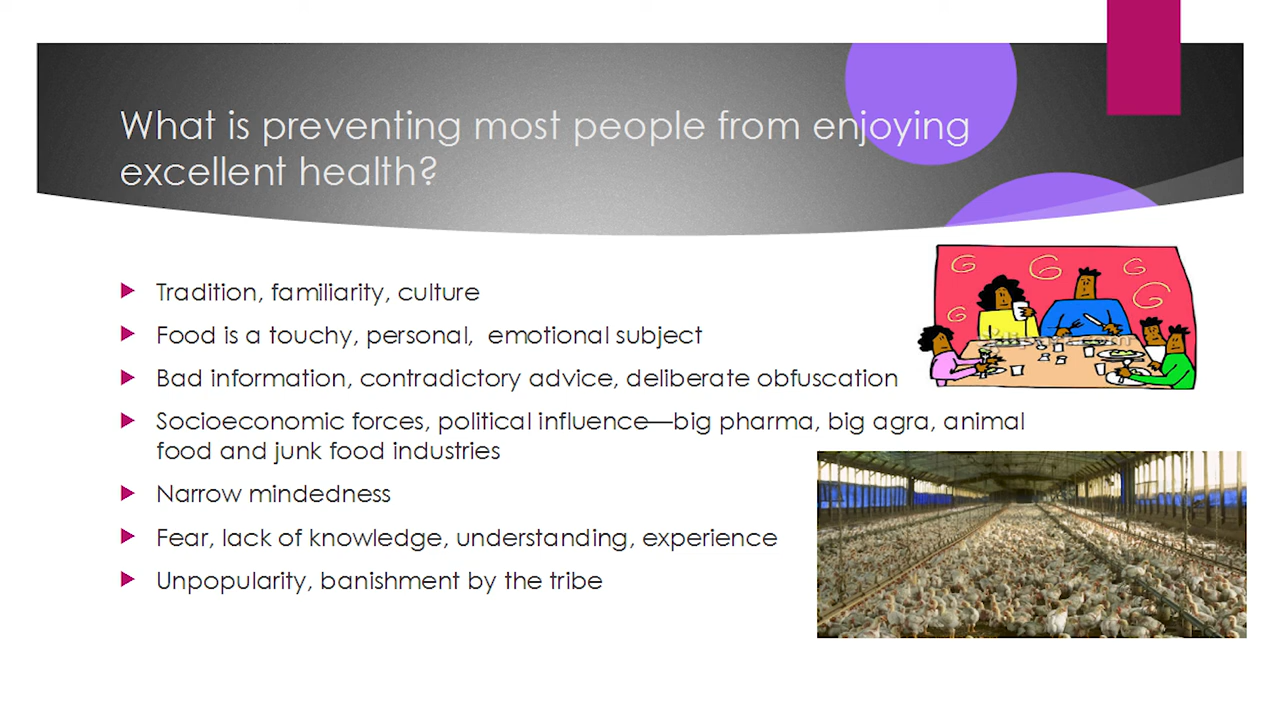 What is preventing most people from enjoying
excellent health?
Tradition, familiarity, culture
Food is a touchy, personal,  emotional subject
Bad information, contradictory advice, deliberate obfuscation
Socioeconomic forces, political influence—big pharma, big agra, animal
food and junk food industries
Narrow mindedness
Fear, lack of knowledge, understanding, experience
Unpopularity, banishment by the tribe